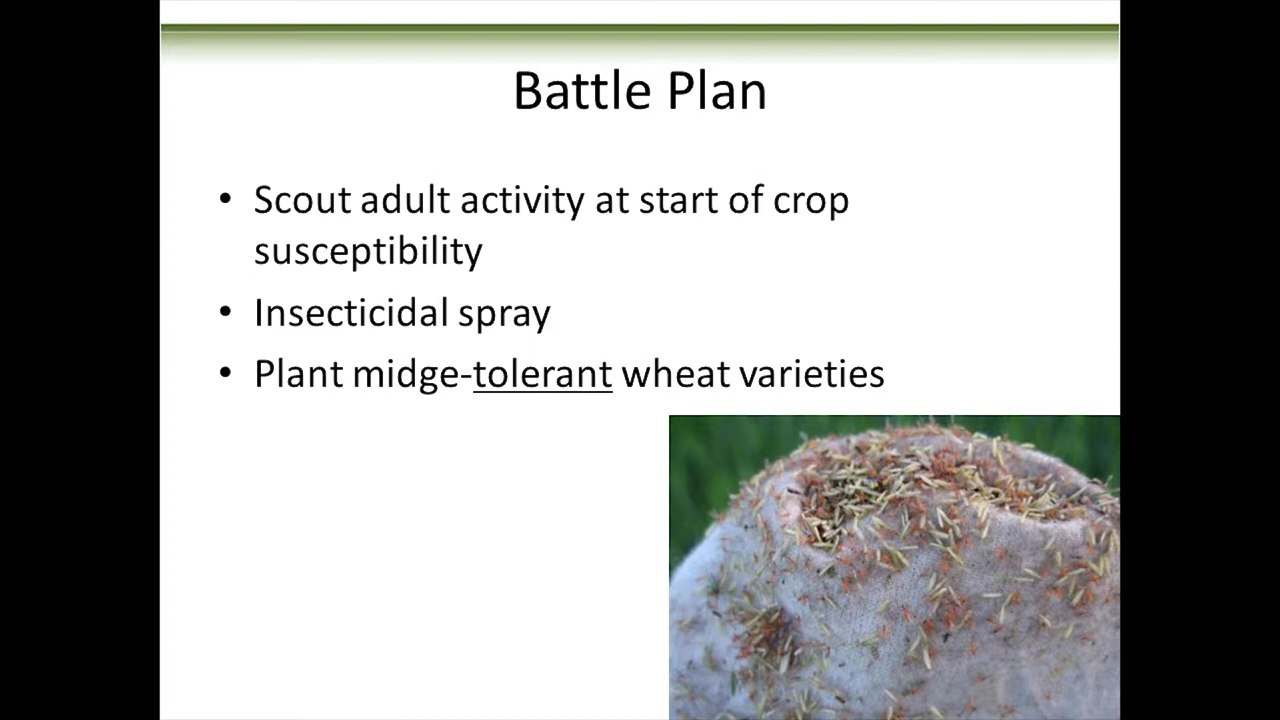 Battle Plan
• Scout adult activity at start of crop
susceptibility
• Insecticidal spray
• Plant midge-tolerant wheat varieties